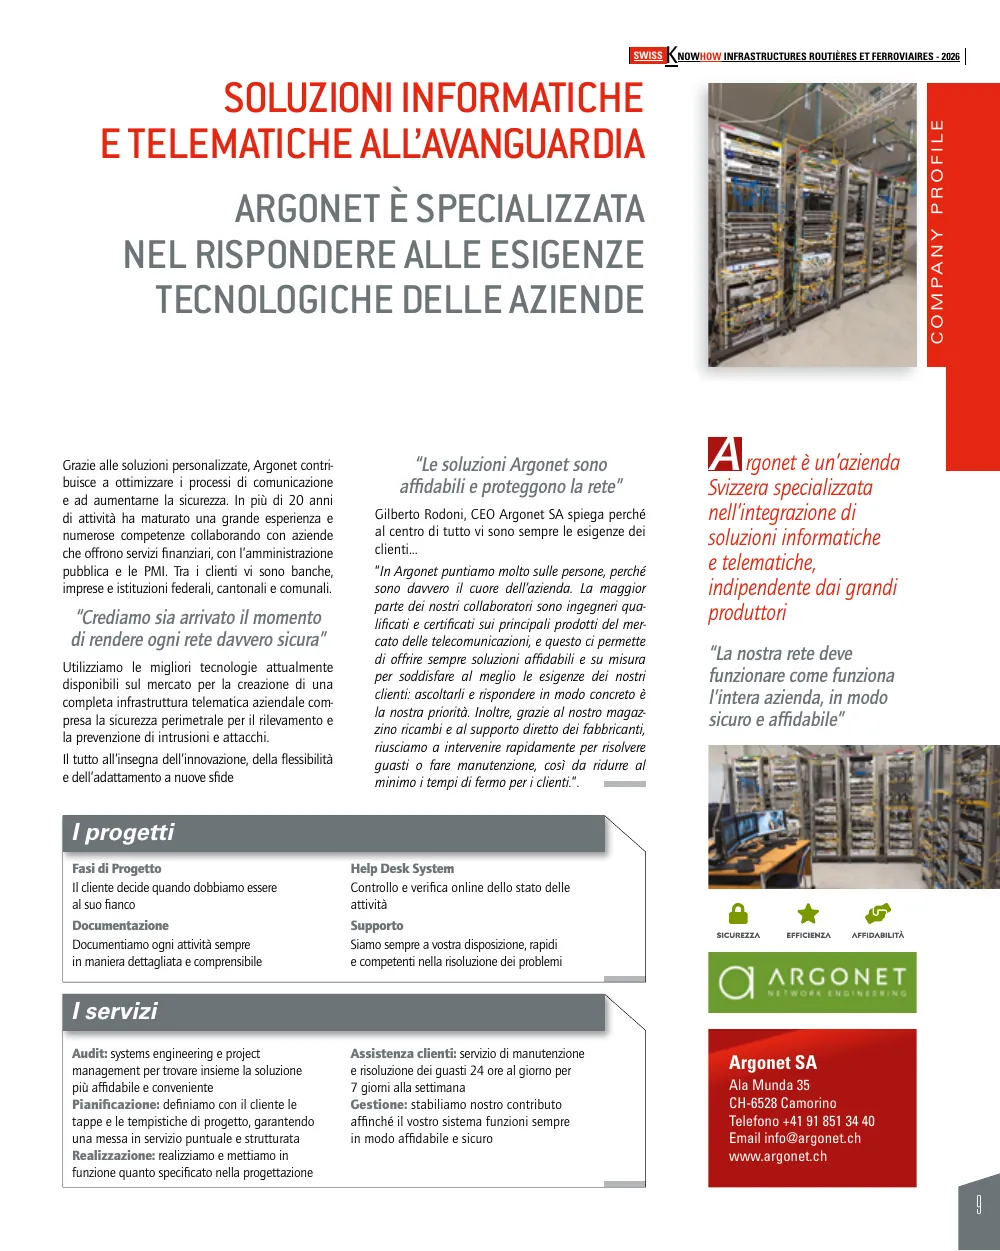 SWISS KNOWHOW INFRASTRUCTURES ROUTIÈRES ET FERROVIAIRES - 2026
SOLUZIONI INFORMATICHE
E TELEMATICHE ALL’AVANGUARDIA
ARGONET È SPECIALIZZATA
NEL RISPONDERE ALLE ESIGENZE
TECNOLOGICHE DELLE AZIENDE
COMPANY PROFILE
Grazie alle soluzioni personalizzate, Argonet contri-
buisce a ottimizzare i processi di comunicazione
e ad aumentarne la sicurezza. In più di 20 anni
di attività ha maturato una grande esperienza e
numerose competenze collaborando con aziende
che offrono servizi finanziari, con l’amministrazione
pubblica e le PMI. Tra i clienti vi sono banche,
imprese e istituzioni federali, cantonali e comunali.
“Crediamo sia arrivato il momento
di rendere ogni rete davvero sicura”
Utilizziamo le migliori tecnologie attualmente
disponibili sul mercato per la creazione di una
completa infrastruttura telematica aziendale com-
presa la sicurezza perimetrale per il rilevamento e
la prevenzione di intrusioni e attacchi.
Il tutto all’insegna dell’innovazione, della flessibilità
e dell’adattamento a nuove sfide
“Le soluzioni Argonet sono
affidabili e proteggono la rete”
Gilberto Rodoni, CEO Argonet SA spiega perché
al centro di tutto vi sono sempre le esigenze dei
clienti...
"In Argonet puntiamo molto sulle persone, perché
sono davvero il cuore dell’azienda. La maggior
parte dei nostri collaboratori sono ingegneri qua-
lificati e certificati sui principali prodotti del mer-
cato delle telecomunicazioni, e questo ci permette
di offrire sempre soluzioni affidabili e su misura
per soddisfare al meglio le esigenze dei nostri
clienti: ascoltarli e rispondere in modo concreto è
la nostra priorità. Inoltre, grazie al nostro magaz-
zino ricambi e al supporto diretto dei fabbricanti,
riusciamo a intervenire rapidamente per risolvere
guasti o fare manutenzione, così da ridurre al
minimo i tempi di fermo per i clienti.".
Argonet è un’azienda
Svizzera specializzata
nell’integrazione di
soluzioni informatiche
e telematiche,
indipendente dai grandi
produttori
“La nostra rete deve
funzionare come funziona
l’intera azienda, in modo
sicuro e affidabile”
I progetti
Fasi di Progetto
Il cliente decide quando dobbiamo essere
al suo fianco
Documentazione
Documentiamo ogni attività sempre
in maniera dettagliata e comprensibile
Help Desk System
Controllo e verifica online dello stato delle
attività
Supporto
Siamo sempre a vostra disposizione, rapidi
e competenti nella risoluzione dei problemi
I servizi
Audit: systems engineering e project
management per trovare insieme la soluzione
più affidabile e conveniente
Pianificazione: definiamo con il cliente le
tappe e le tempistiche di progetto, garantendo
una messa in servizio puntuale e strutturata
Realizzazione: realizziamo e mettiamo in
funzione quanto specificato nella progettazione
Assistenza clienti: servizio di manutenzione
e risoluzione dei guasti 24 ore al giorno per
7 giorni alla settimana
Gestione: stabiliamo nostro contributo
affinché il vostro sistema funzioni sempre
in modo affidabile e sicuro
SICUREZZA EFFICIENZA AFFIDABILITÀ
ARGONET
NETWORK ENGINEERING
Argonet SA
Ala Munda 35
CH-6528 Camorino
Telefono +41 91 851 34 40
Email info@argonet.ch
www.argonet.ch
9